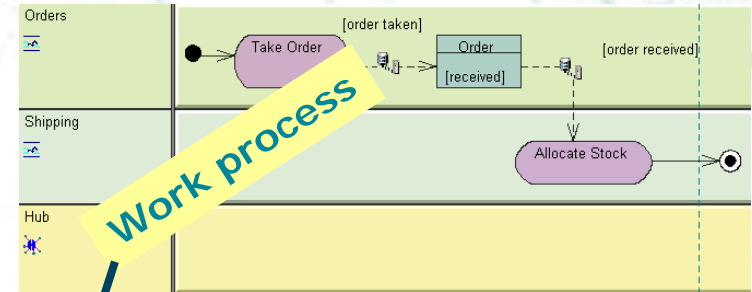 Orders
[order taken]
Take Order
Order
[received]
[order received]
Work process
Shipping
Allocate Stock
Hub